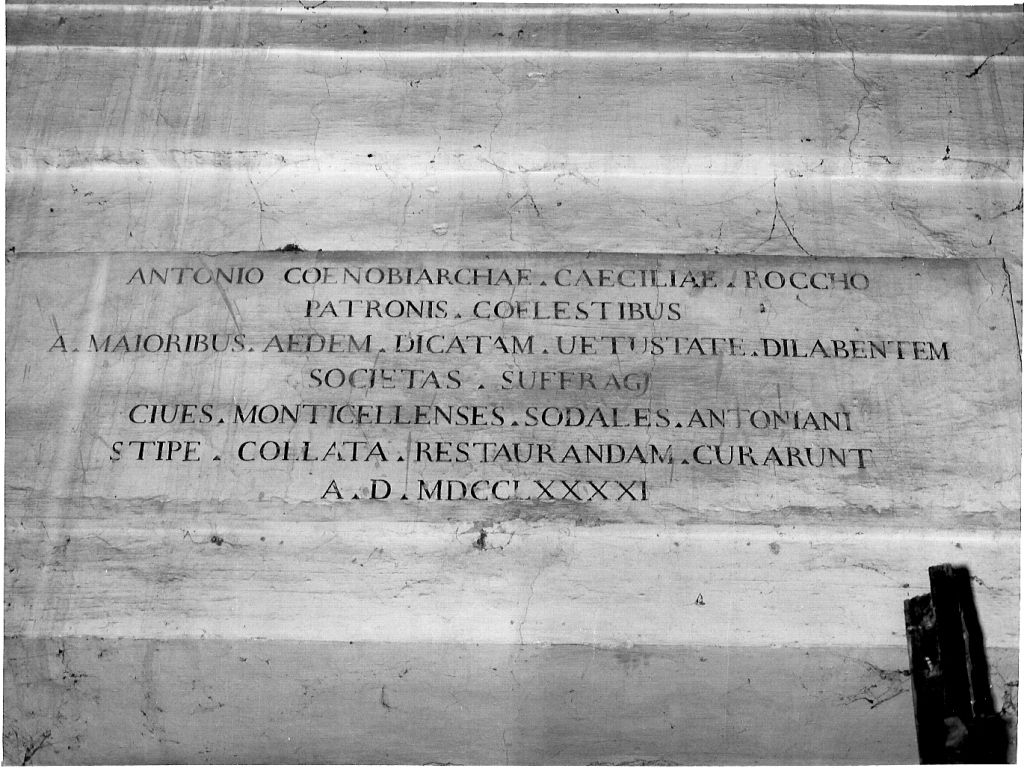 ANTONIO COENOBIARCHAE . CAECILIAE . ROCCHO
PATRONIS . COELESTIBUS
A . MAIORIBUS . AEDEM . DICATAM . UETUSTATE . DILABENTEM
SOCIETAS . SUFFRAGJ
CIUES . MONTICELLENSES . SODALES . ANTONIANI
STIPE . COLLATA . RESTAURANDAM . CURARUNT
A . D . MDCCLXXXXI